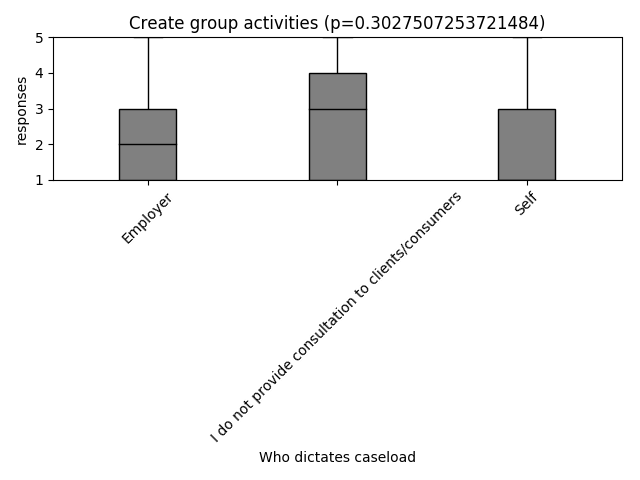 Create group activities (p=0.3027507253721484)
5
4
3
2
1
responses
Employer
I do not provide consultation to clients/consumers
Self
Who dictates caseload